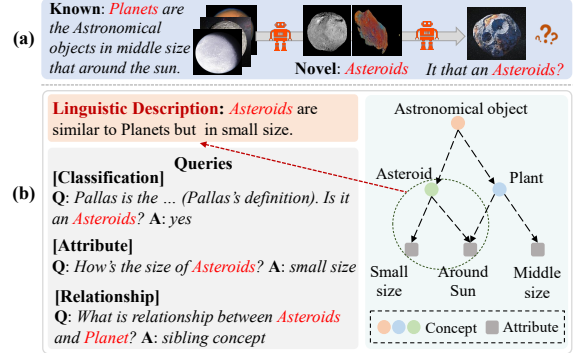 (a)
Known: Planets are
the Astronomical
objects in middle size
that around the sun.
Novel: Asteroids
It that an Asteroids?
??
(b)
Linguistic Description: Asteroids are
similar to Planets but in small size.
Queries
[Classification]
Q: Pallas is the ... (Pallas's definition). Is it
an Asteroids? A: yes
[Attribute]
Q: How's the size of Asteroids? A: small size
[Relationship]
Q: What is relationship between Asteroids
and Planet? A: sibling concept
Astronomical object
Asteroid
Plant
Small
size
Around
Sun
Middle
size
Concept
Attribute